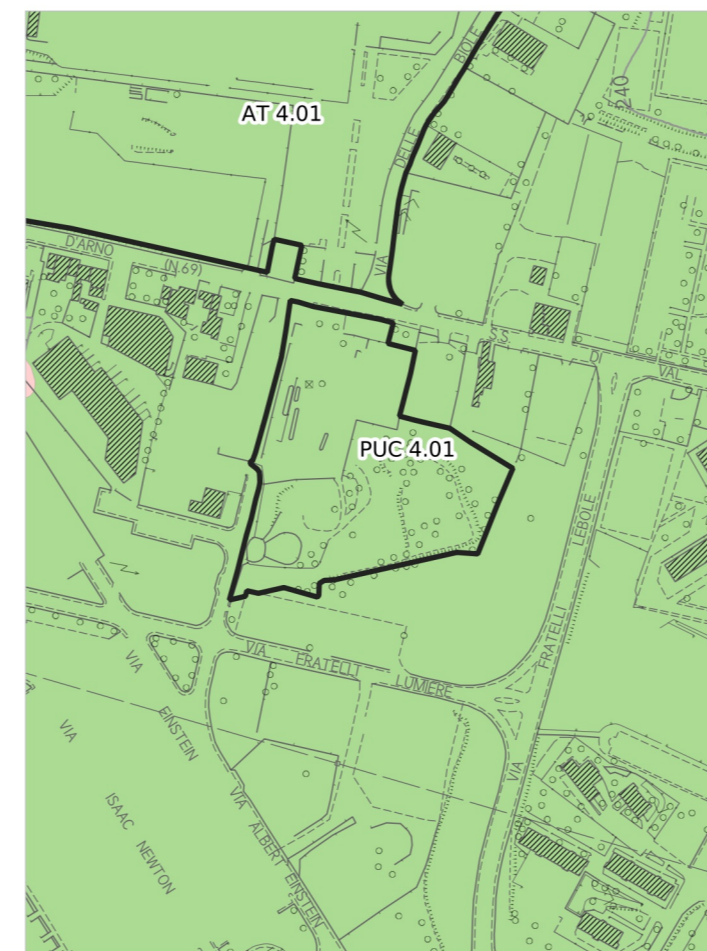 240
BIOLE
DELLE
VIA
AT 4.01
D'ARNO
(N.69)
S.S.
DI
VAL
PUC 4.01
FRATELLI
LEBOLE
VIA
VIA
FRATELLI
LUMIERE
VIA
EINSTEIN
VIA
ISAAC
NEWTON
VIA
ALBERT EINSTEIN